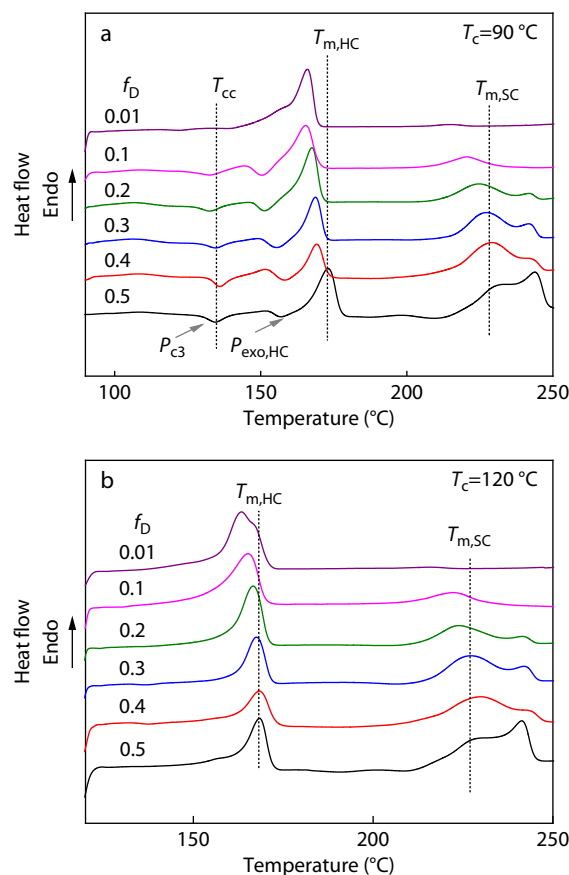 a
T_m,HC
T_c=90 °C
f_D
T_cc
T_m,SC
0.01
0.1
0.2
0.3
0.4
0.5
P_c3
P_exo,HC
Heat flow
Endo
100 150 200 250
Temperature (°C)
b
T_c=120 °C
T_m,HC
f_D
T_m,SC
0.01
0.1
0.2
0.3
0.4
0.5
Heat flow
Endo
150 200 250
Temperature (°C)